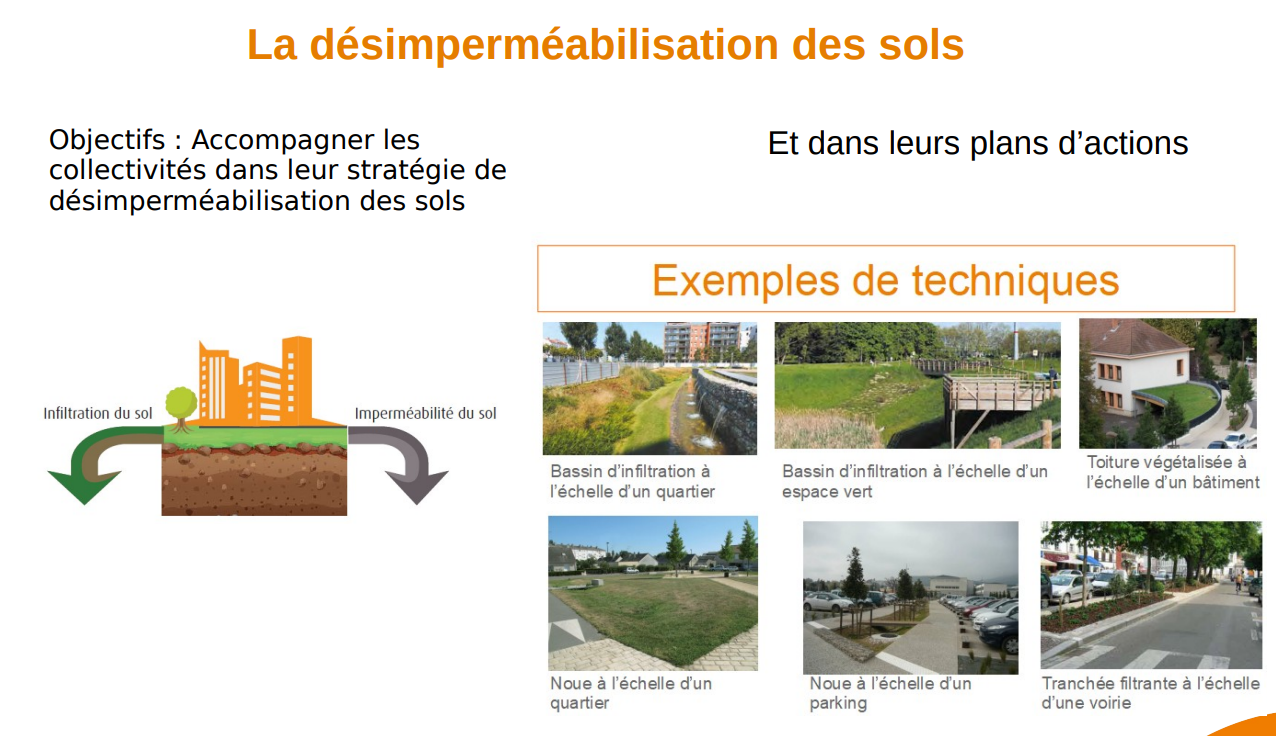 La désimperméabilisation des sols
Objectifs : Accompagner les
collectivités dans leur stratégie de
désimperméabilisation des sols
Et dans leurs plans d’actions
Infiltration du sol
Imperméabilité du sol
Exemples de techniques
Bassin d’infiltration à
l’échelle d’un quartier
Bassin d’infiltration à l’échelle d’un
espace vert
Toiture végétalisée à
l’échelle d’un bâtiment
Noue à l’échelle d’un
quartier
Noue à l’échelle d’un
parking
Tranchée filtrante à l’échelle
d’une voirie